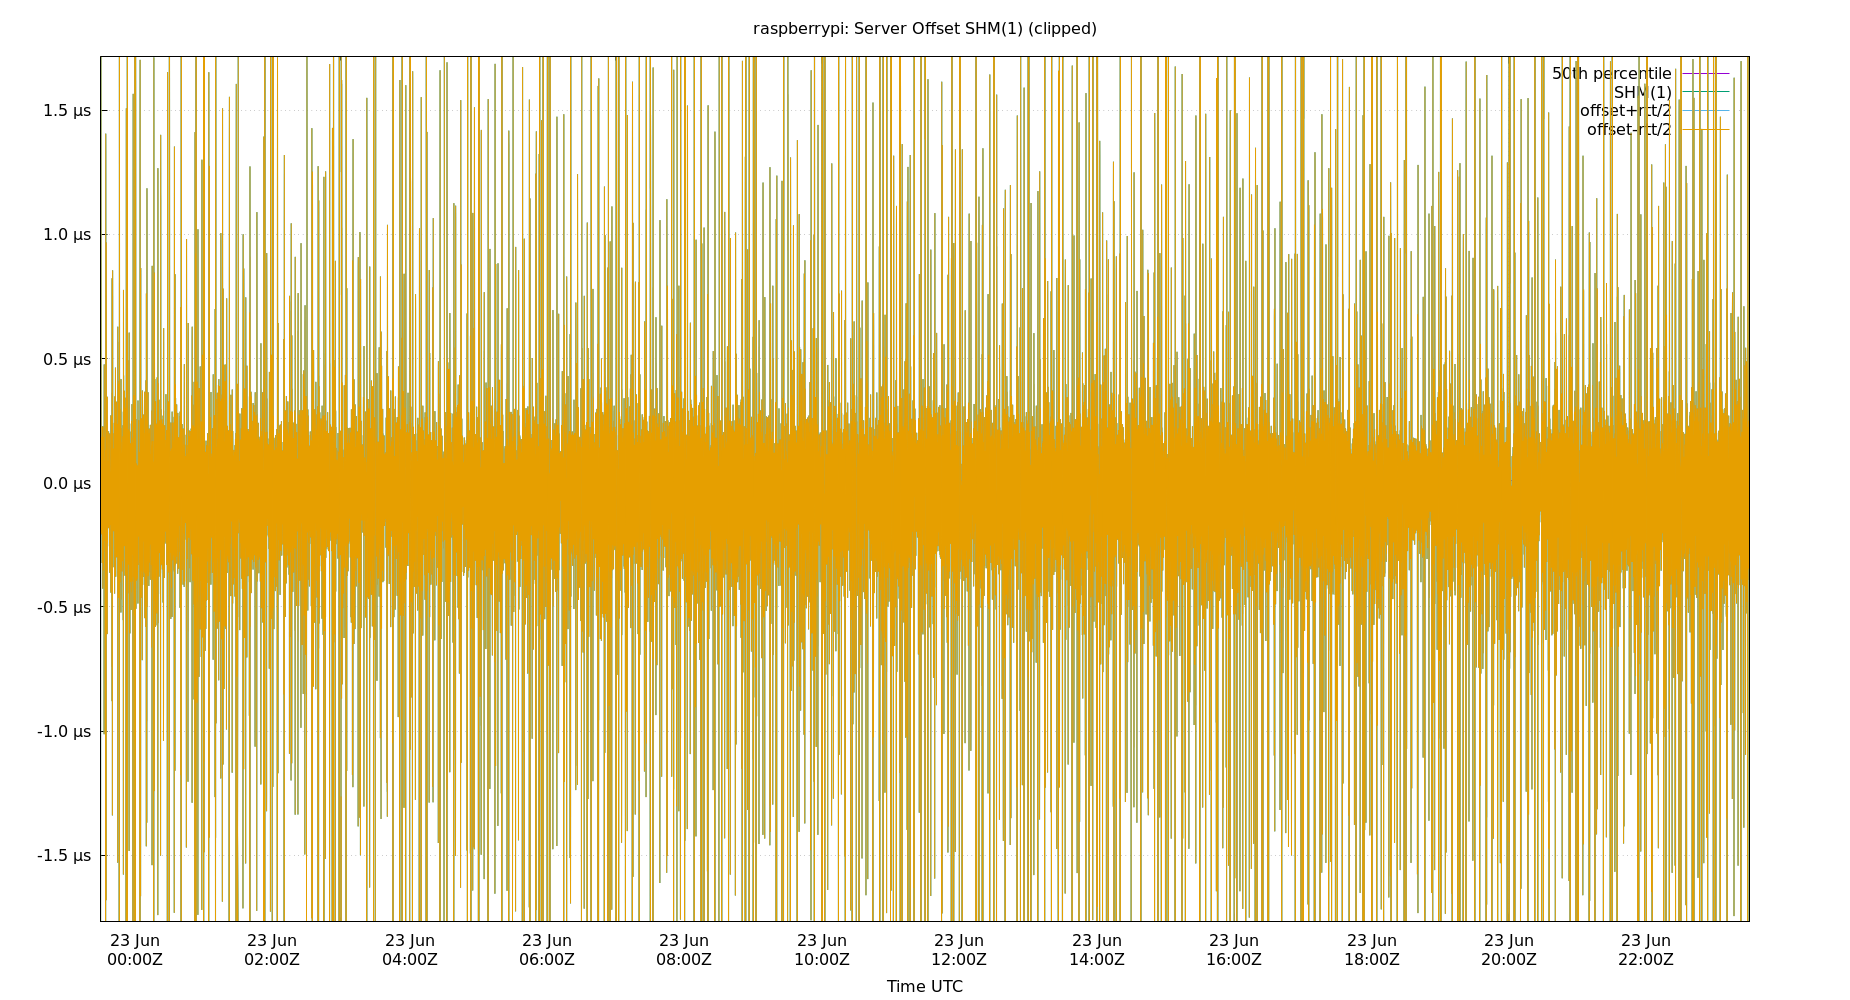 raspberrypi: Server Offset SHM(1) (clipped)
50th percentile
SHM(1)
offset+rtt/2
offset-rtt/2
1.5 µs
1.0 µs
0.5 µs
0.0 µs
-0.5 µs
-1.0 µs
-1.5 µs
23 Jun 23 Jun 23 Jun 23 Jun 23 Jun 23 Jun 23 Jun 23 Jun 23 Jun 23 Jun 23 Jun 23 Jun
00:00Z 02:00Z 04:00Z 06:00Z 08:00Z 10:00Z 12:00Z 14:00Z 16:00Z 18:00Z 20:00Z 22:00Z
Time UTC